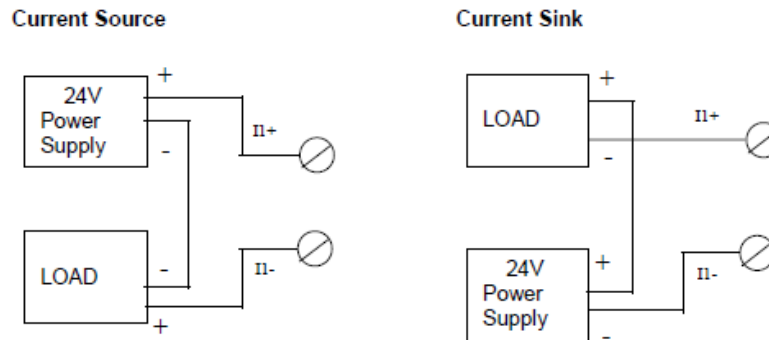 Current Source
Current Sink
+
24V
Power
Supply
I1+
-
LOAD
-
I1-
+
+
LOAD
I1+
-
+
24V
Power
Supply
I1-
-